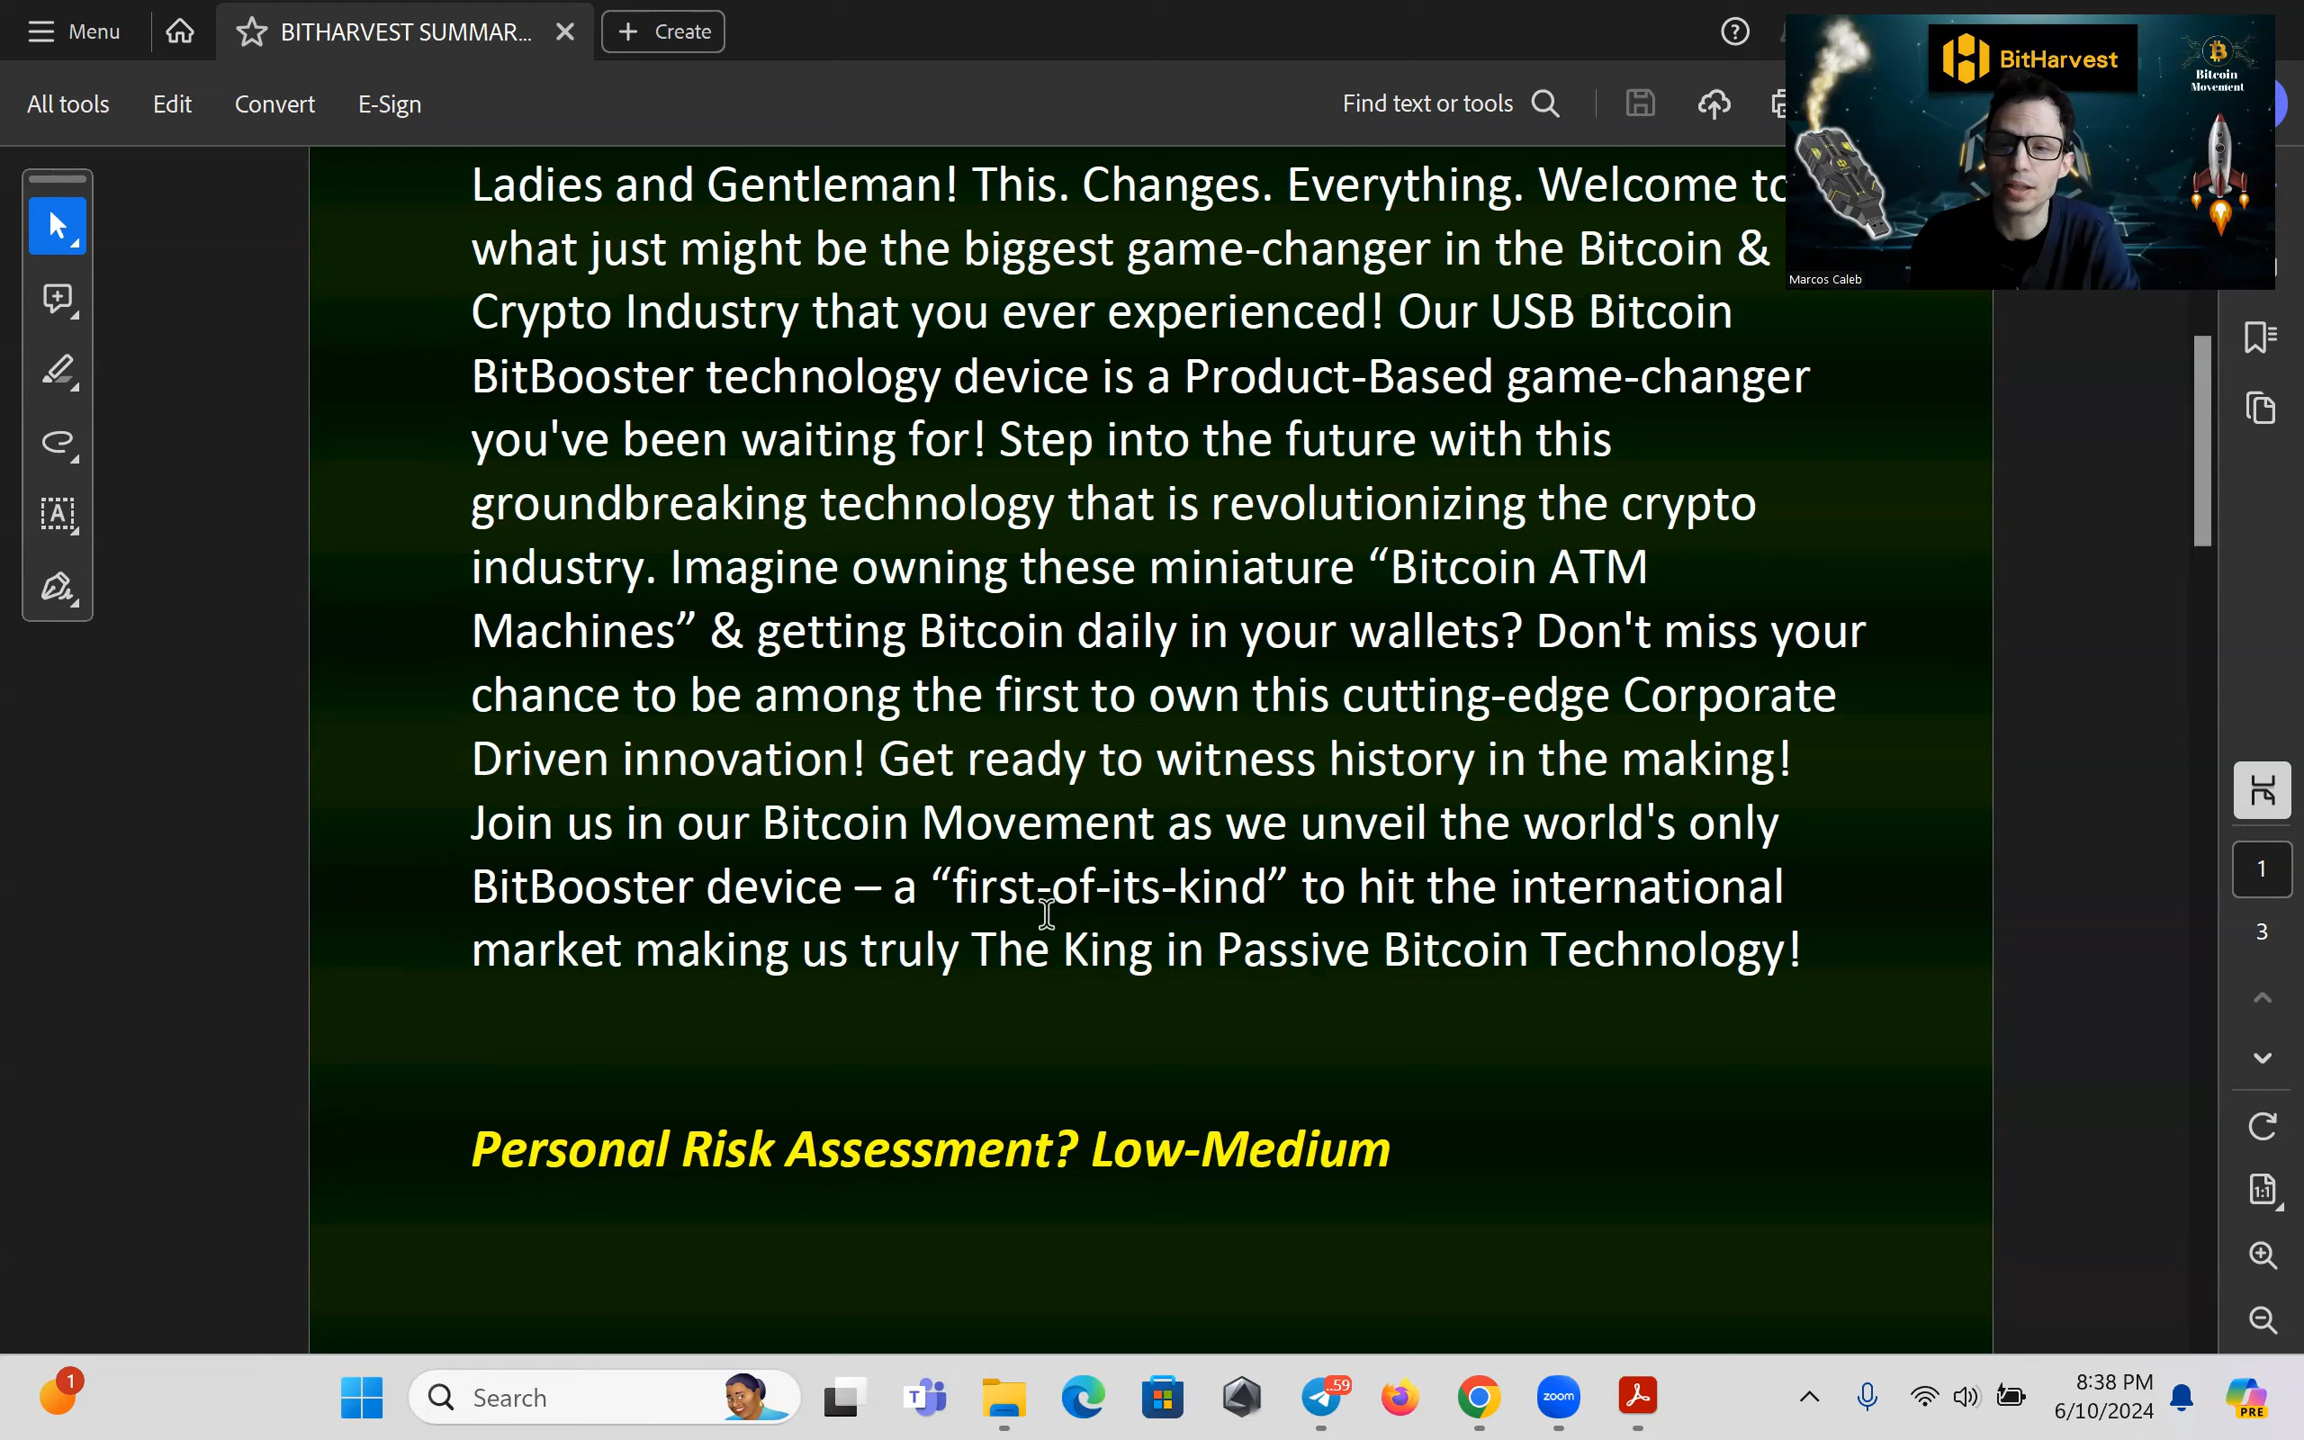 Menu
BITHARVEST SUMMAR...
Create
All tools
Edit
Convert
E-Sign
Find text or tools
BitHarvest
Bitcoin
Movement
Marcos Caleb
Ladies and Gentleman! This. Changes. Everything. Welcome to
what just might be the biggest game-changer in the Bitcoin &
Crypto Industry that you ever experienced! Our USB Bitcoin
BitBooster technology device is a Product-Based game-changer
you've been waiting for! Step into the future with this
groundbreaking technology that is revolutionizing the crypto
industry. Imagine owning these miniature “Bitcoin ATM
Machines” & getting Bitcoin daily in your wallets? Don't miss your
chance to be among the first to own this cutting-edge Corporate
Driven innovation! Get ready to witness history in the making!
Join us in our Bitcoin Movement as we unveil the world's only
BitBooster device – a “first-of-its-kind” to hit the international
market making us truly The King in Passive Bitcoin Technology!
Personal Risk Assessment? Low-Medium
1
3
1:1
1
Search
..59
zoom
8:38 PM
6/10/2024
PRE